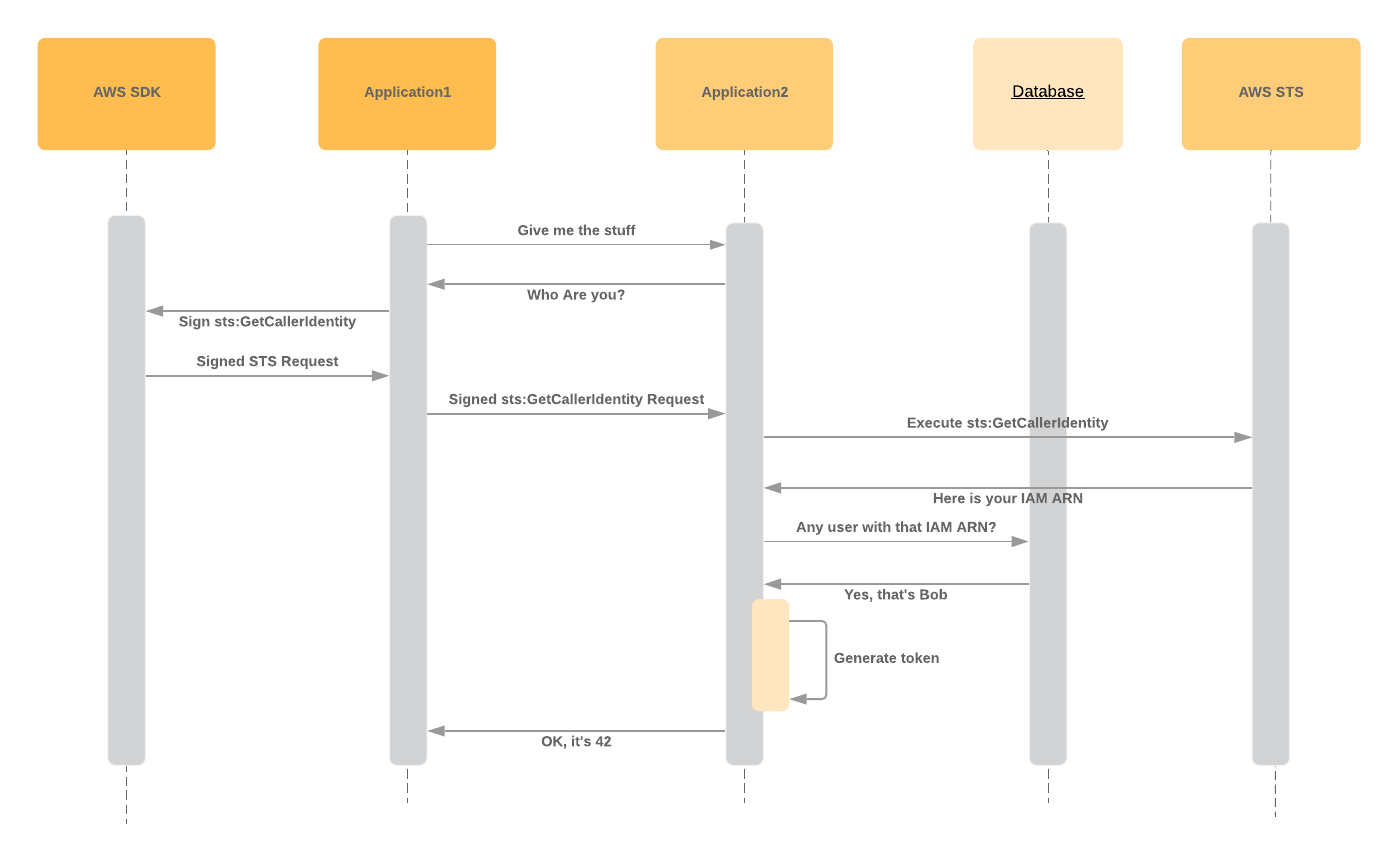 AWS SDK
Application1
Application2
Database
AWS STS
Give me the stuff
Who Are you?
Sign sts:GetCallerIdentity
Signed STS Request
Signed sts:GetCallerIdentity Request
Execute sts:GetCallerIdentity
Here is your IAM ARN
Any user with that IAM ARN?
Yes, that's Bob
Generate token
OK, it's 42